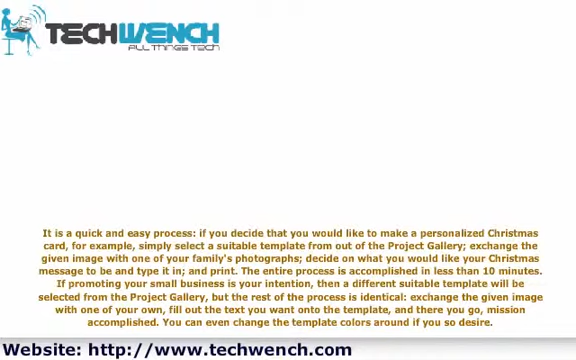 TECHWENCH
ALL THINGS TECH
It is a quick and easy process: if you decide that you would like to make a personalized Christmas
card, for example, simply select a suitable template from out of the Project Gallery; exchange the
given image with one of your family's photographs; decide on what you would like your Christmas
message to be and type it in; and print. The entire process is accomplished in less than 10 minutes.
If promoting your small business is your intention, then a different suitable template will be
selected from the Project Gallery, but the rest of the process is identical: exchange the given image
with one of your own, fill out the text you want onto the template, and there you go, mission
accomplished. You can even change the template colors around if you so desire.
Website: http://www.techwench.com